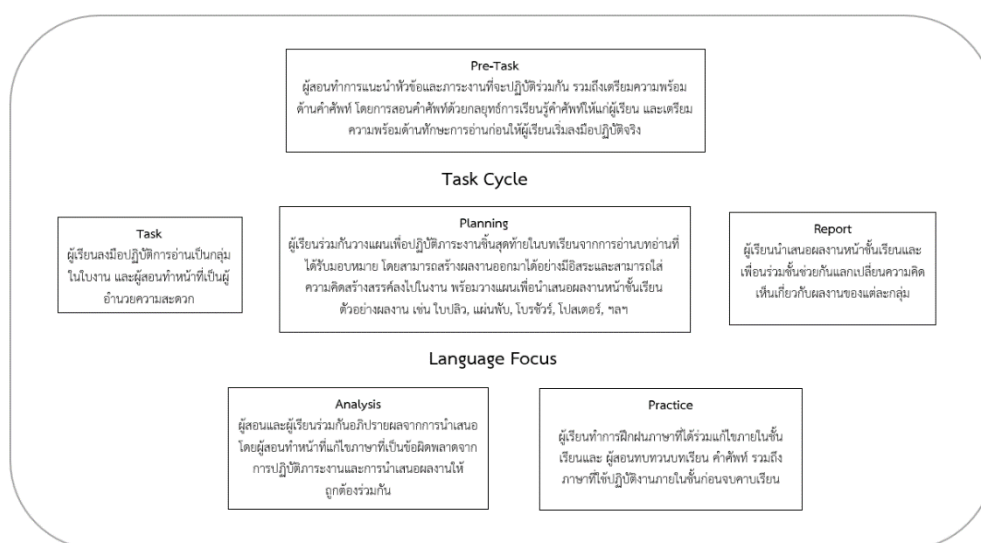 Pre-Task
ผู้สอนทำการแนะนำหัวข้อและภาระงานที่จะปฏิบัติร่วมกัน รวมถึงเตรียมความพร้อม
ด้านคำศัพท์ โดยการสอนคำศัพท์ด้วยกลยุทธ์การเรียนรู้คำศัพท์ให้แก่ผู้เรียน และเตรียม
ความพร้อมด้านทักษะการอ่านก่อนให้ผู้เรียนเริ่มลงมือปฏิบัติจริง
Task Cycle
Task
ผู้เรียนลงมือปฏิบัติการอ่านเป็นกลุ่ม
ในใบงาน และผู้สอนทำหน้าที่เป็นผู้
อำนวยความสะดวก
Planning
ผู้เรียนร่วมกันวางแผนเพื่อปฏิบัติภาระงานชิ้นสุดท้ายในบทเรียนจากการอ่านบทอ่านที่
ได้รับมอบหมาย โดยสามารถสร้างผลงานออกมาได้อย่างมีอิสระและสามารถใส่
ความคิดสร้างสรรค์ลงไปในงาน พร้อมวางแผนเพื่อนำเสนอผลงานหน้าชั้นเรียน
ตัวอย่างผลงาน เช่น ใบปลิว, แผ่นพับ, โบรชัวร์, โปสเตอร์, ฯลฯ
Report
ผู้เรียนนำเสนอผลงานหน้าชั้นเรียนและ
เพื่อนร่วมชั้นช่วยกันแลกเปลี่ยนความคิด
เห็นเกี่ยวกับผลงานของแต่ละกลุ่ม
Language Focus
Analysis
ผู้สอนและผู้เรียนร่วมกันอภิปรายผลจากการนำเสนอ
โดยผู้สอนทำหน้าที่แก้ไขภาษาที่เป็นข้อผิดพลาดจาก
การปฏิบัติภาระงานและการนำเสนอผลงานให้
ถูกต้องร่วมกัน
Practice
ผู้เรียนทำการฝึกฝนภาษาที่ได้ร่วมแก้ไขภายในชั้น
เรียนและ ผู้สอนทบทวนบทเรียน คำศัพท์ รวมถึง
ภาษาที่ใช้ปฏิบัติงานภายในชั้นก่อนจบคาบเรียน